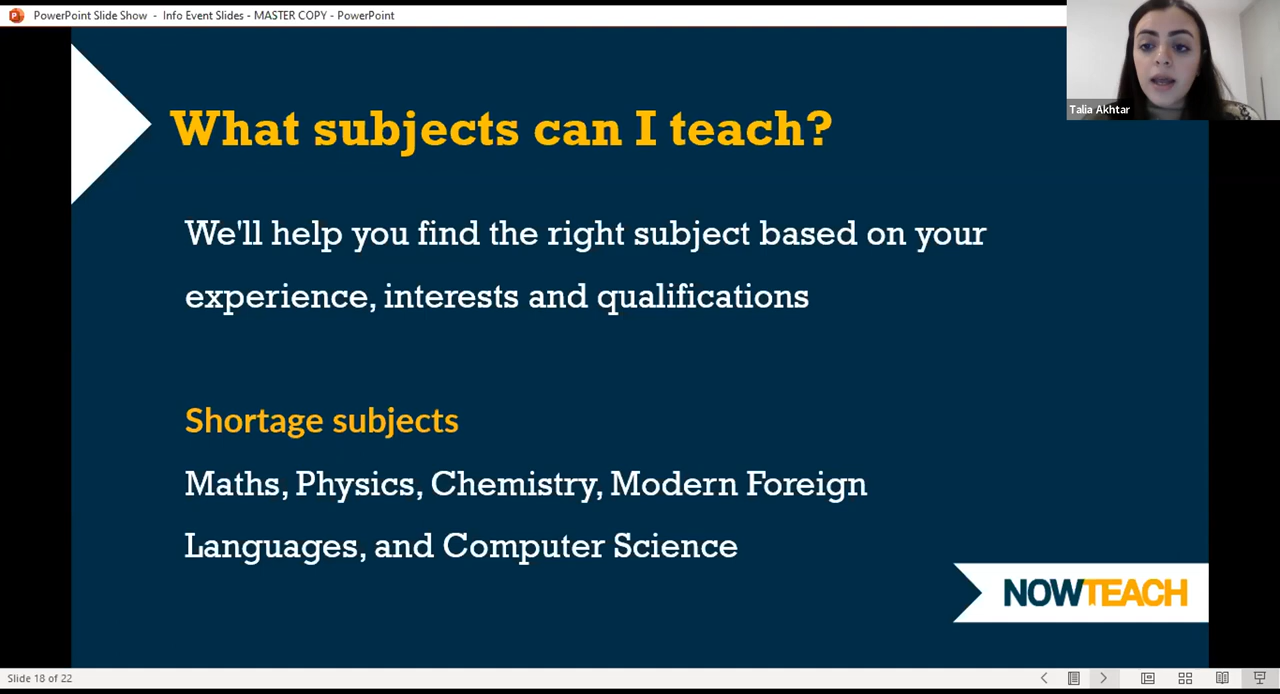 PowerPoint Slide Show - Info Event Slides - MASTER COPY - PowerPoint
Talia Akhtar
What subjects can I teach?
We'll help you find the right subject based on your
experience, interests and qualifications
Shortage subjects
Maths, Physics, Chemistry, Modern Foreign
Languages, and Computer Science
NOWTEACH
Slide 18 of 22